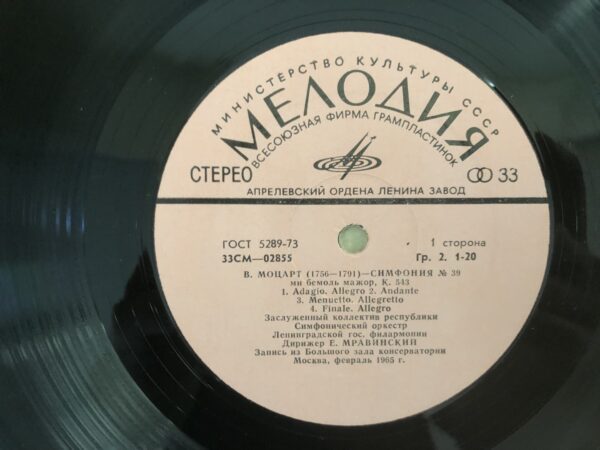 МИНИСТЕРСТВО КУЛЬТУРЫ СССР
МЕЛОДИЯ
ВСЕСОЮЗНАЯ ФИРМА ГРАМПЛАСТИНОК
СТЕРЕО
33
АПРЕЛЕВСКИЙ ОРДЕНА ЛЕНИНА ЗАВОД
ГОСТ 5289-73
1 сторона
33СМ—02855
Гр. 2. 1-20
В. МОЦАРТ (1756—1791)—СИМФОНИЯ № 39
ми бемоль мажор, К. 543
1. Adagio. Allegro 2. Andante
3. Menuetto. Allegretto
4. Finale. Allegro
Заслуженный коллектив республики
Симфонический оркестр
Ленинградской гос. филармонии
Дирижер Е. МРАВИНСКИЙ
Запись из Большого зала консерватории
Москва, февраль 1965 г.